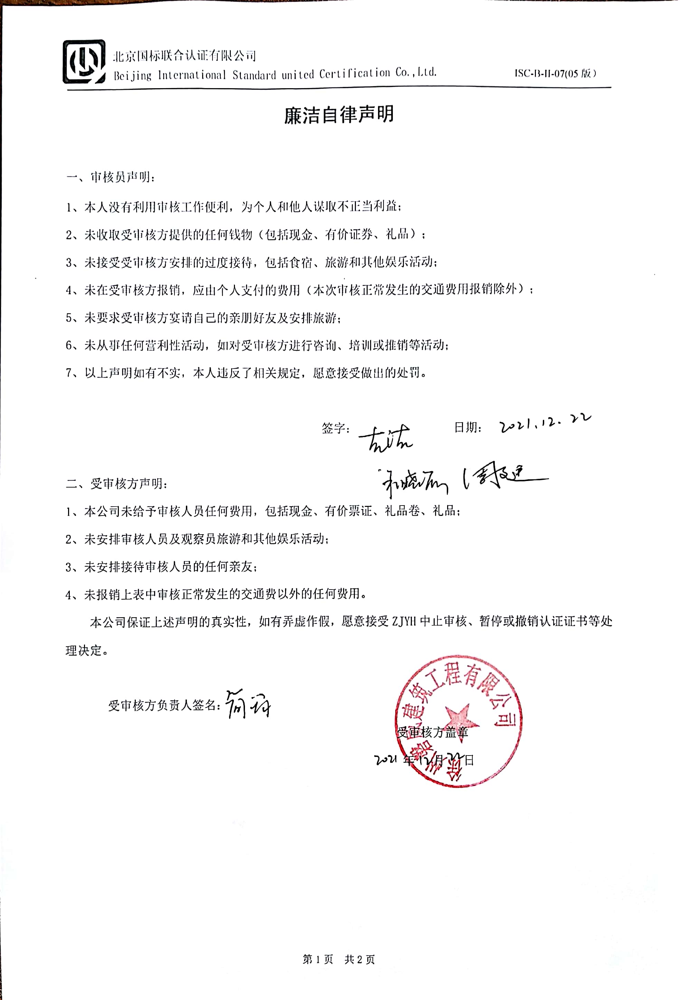 北京国标联合认证有限公司
Beijing International Standard united Certification Co.,Ltd.
ISC-B-II-07(05 版)
廉洁自律声明
一、审核员声明：
1、本人没有利用审核工作便利，为个人和他人谋取不正当利益；
2、未收取受审核方提供的任何钱物（包括现金、有价证券、礼品）；
3、未接受受审核方安排的过度接待，包括食宿、旅游和其他娱乐活动；
4、未在受审核方报销，应由个人支付的费用（本次审核正常发生的交通费用报销除外）；
5、未要求受审核方宴请自己的亲朋好友及安排旅游；
6、未从事任何营利性活动，如对受审核方进行咨询、培训或推销等活动；
7、以上声明如有不实，本人违反了相关规定，愿意接受做出的处罚。
签字： 日期： 2021.12.22
二、受审核方声明：
1、本公司未给予审核人员任何费用，包括现金、有价票证、礼品卷、礼品；
2、未安排审核人员及观察员旅游和其他娱乐活动；
3、未安排接待审核人员的任何亲友；
4、未报销上表中审核正常发生的交通费以外的任何费用。
本公司保证上述声明的真实性，如有弄虚作假，愿意接受 ZJYH 中止审核、暂停或撤销认证证书等处
理决定。
受审核方负责人签名：
徐州 建筑工程有限公司
受审核方盖章
2021 年 12 月 22 日
第 1 页 共 2 页